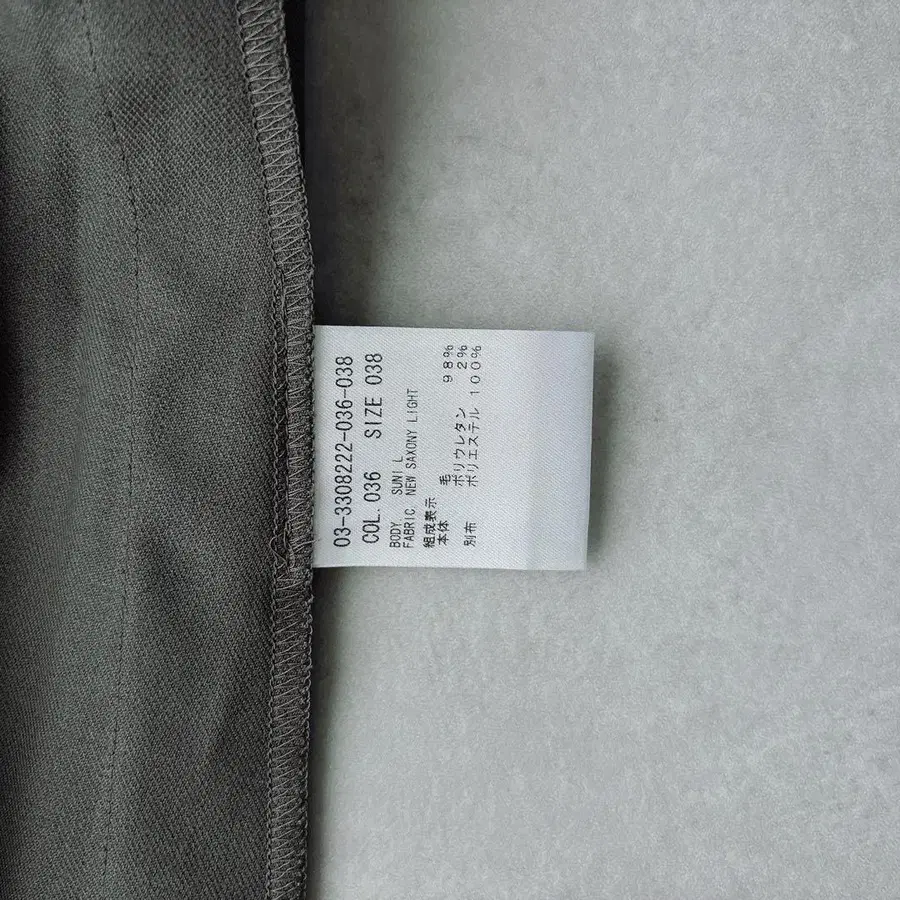 03-3308222-036-038
COL.036 SIZE 038
BODY. SUNI L
FABRIC. NEW SAXONY LIGHT
組成表示
本体 毛 98%
ポリウレタン 2%
別布 ポリエステル 100%